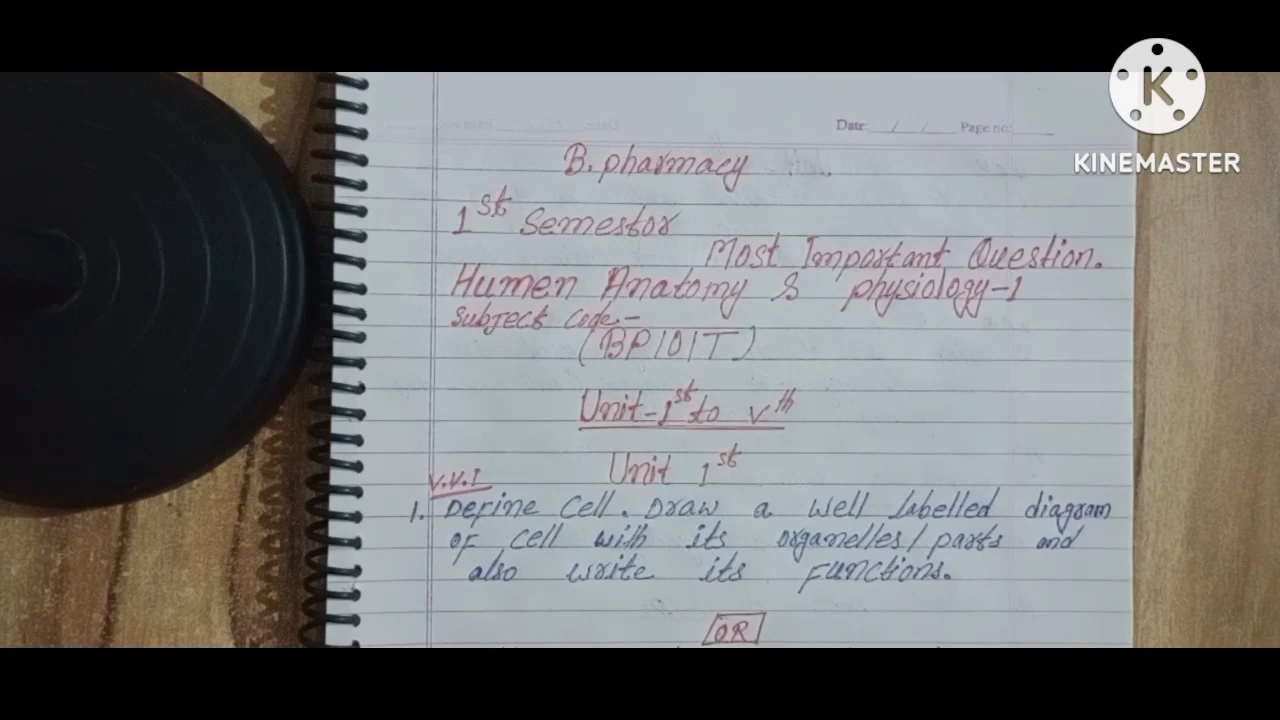 KINEMASTER
Date / / Page no:
B. pharmacy
1st Semestor
Most Important Question.
Humen Anatomy & physiology-1
Subject code:-
(BP101T)
Unit-1st to vth
Unit 1st
V.V.I
1. Define Cell. Draw a well labelled diagram
of cell with its organelles/parts and
also write its functions.
OR